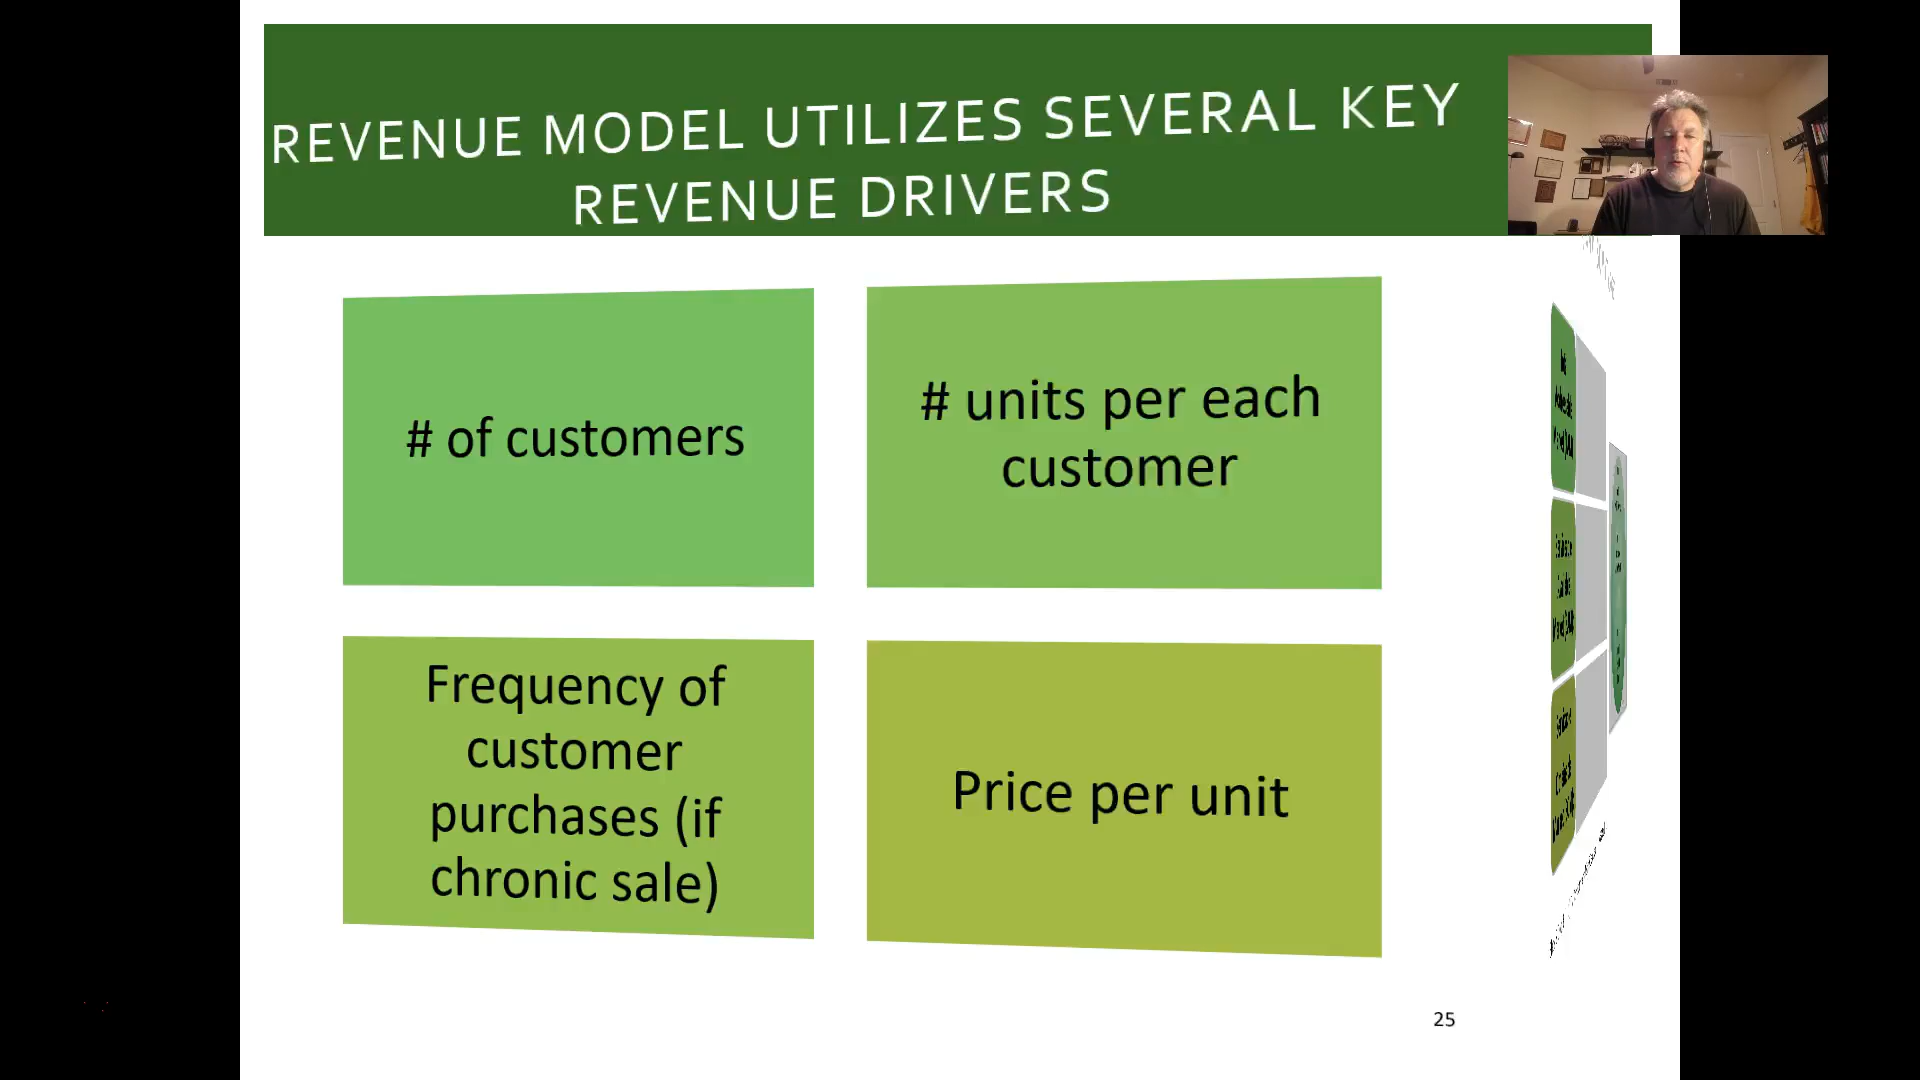 REVENUE MODEL UTILIZES SEVERAL KEY
REVENUE DRIVERS
# of customers
# units per each
customer
Frequency of
customer
purchases (if
chronic sale)
Price per unit
25